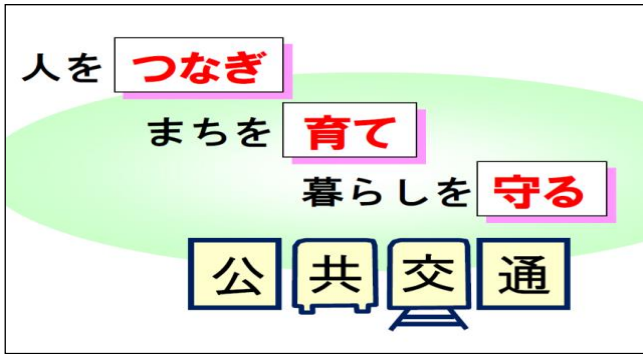 人を つなぎ
まちを 育て
暮らしを 守る
公共交通